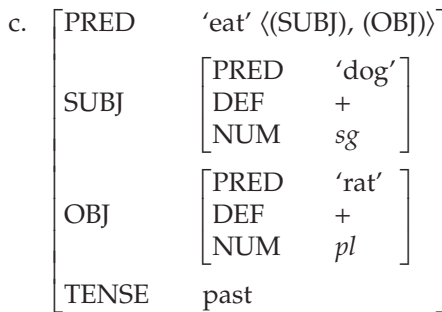 c. PRED ‘eat’ ⟨(SUBJ), (OBJ)⟩
PRED ‘dog’
SUBJ DEF +
NUM sg
PRED ‘rat’
OBJ DEF +
NUM pl
TENSE past